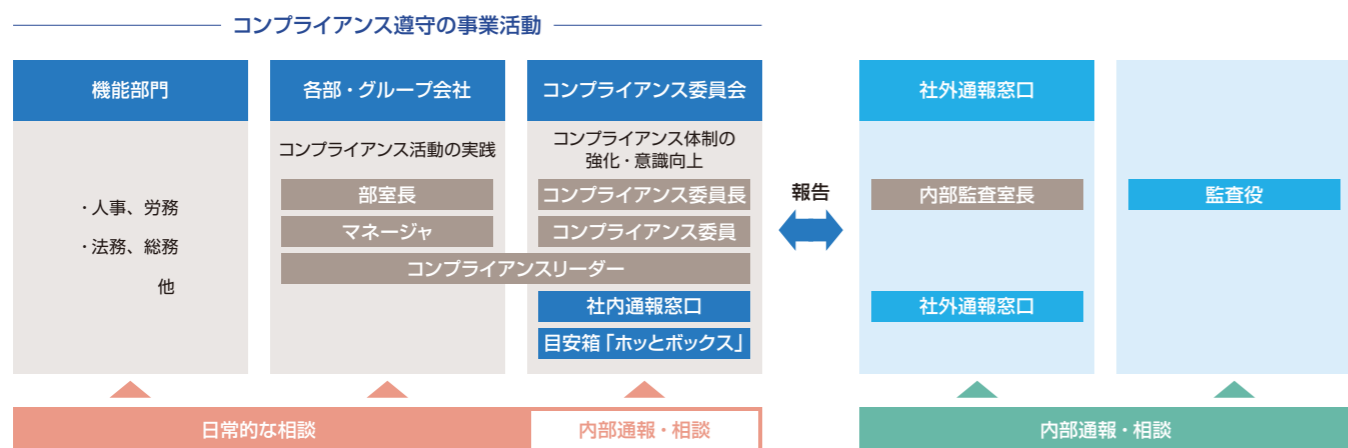 コンプライアンス遵守の事業活動
機能部門
・人事、労務
・法務、総務
他
各部・グループ会社
コンプライアンス活動の実践
部室長
マネージャ
コンプライアンスリーダー
コンプライアンス委員会
コンプライアンス体制の
強化・意識向上
コンプライアンス委員長
コンプライアンス委員
社内通報窓口
目安箱「ホッとボックス」
報告
社外通報窓口
内部監査室長
社外通報窓口
監査役
日常的な相談
内部通報・相談
内部通報・相談